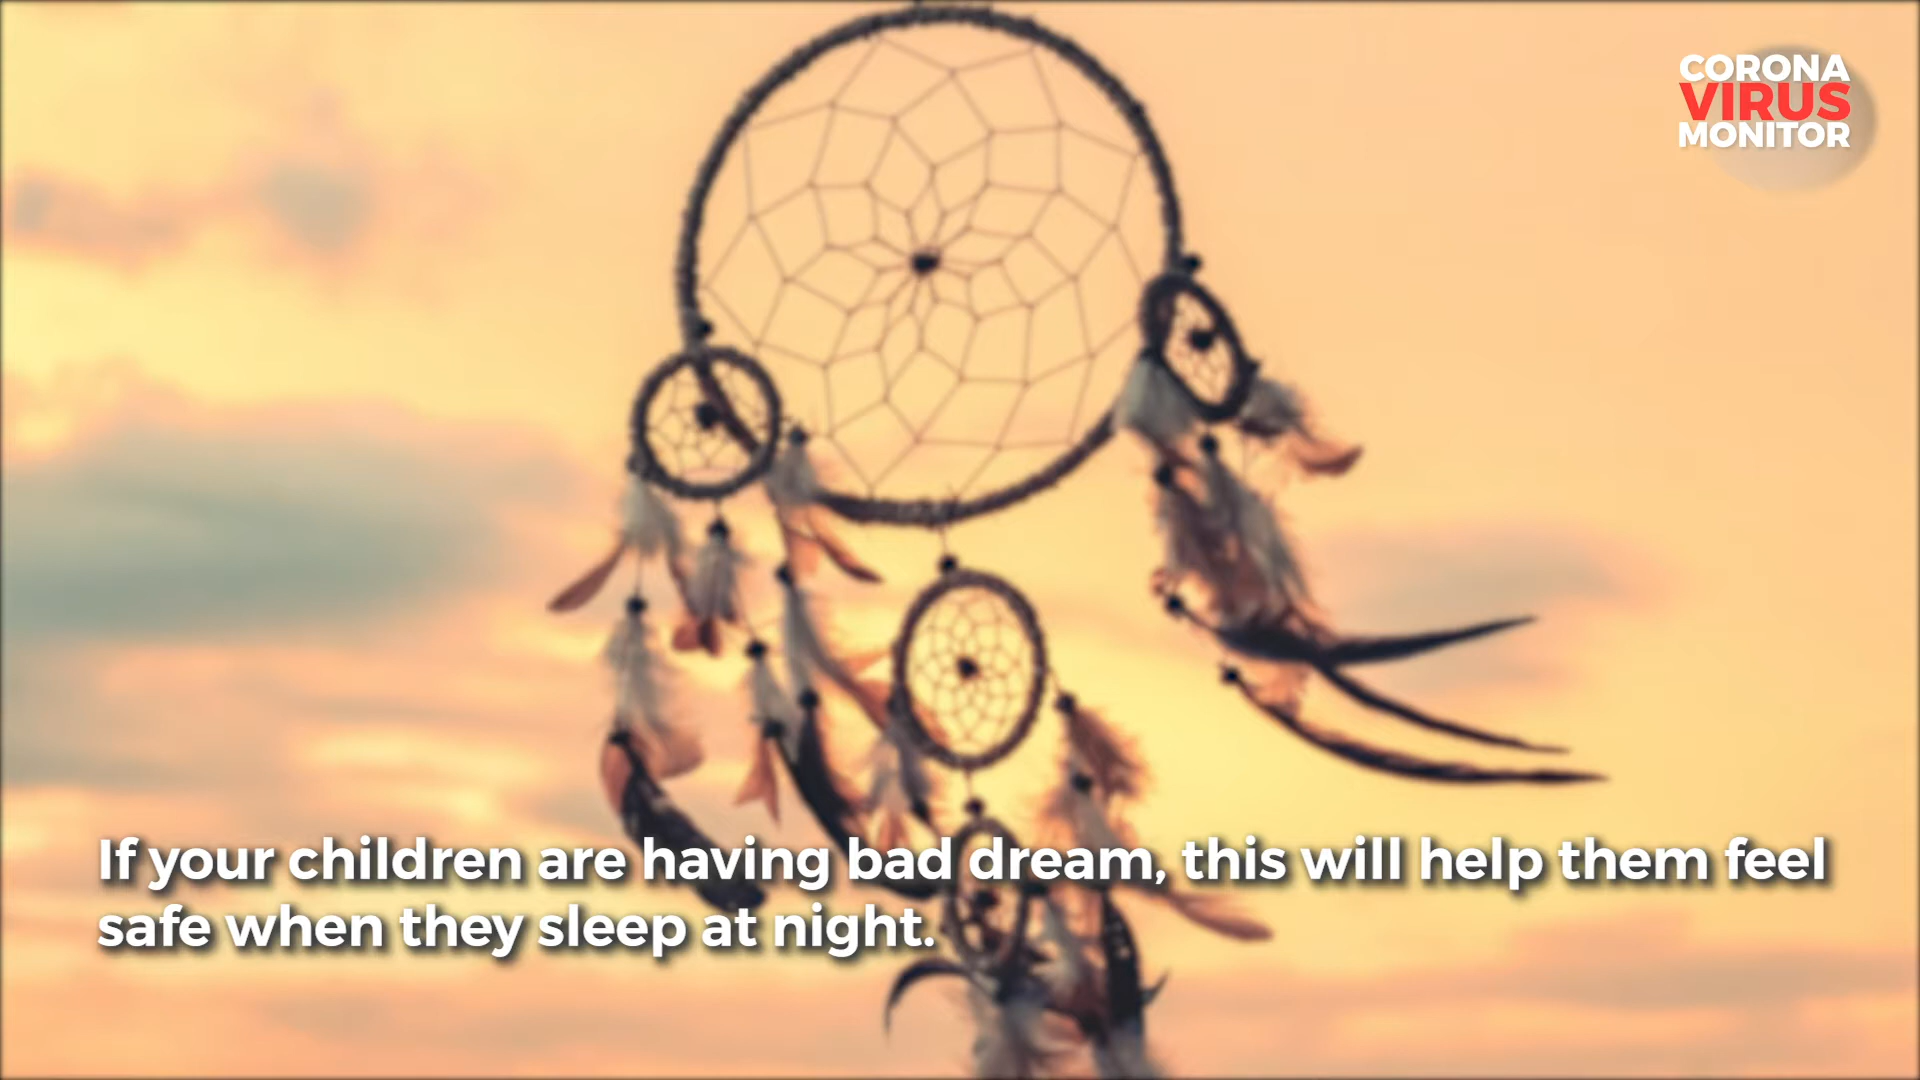 CORONA
VIRUS
MONITOR
If your children are having bad dream, this will help them feel
safe when they sleep at night.